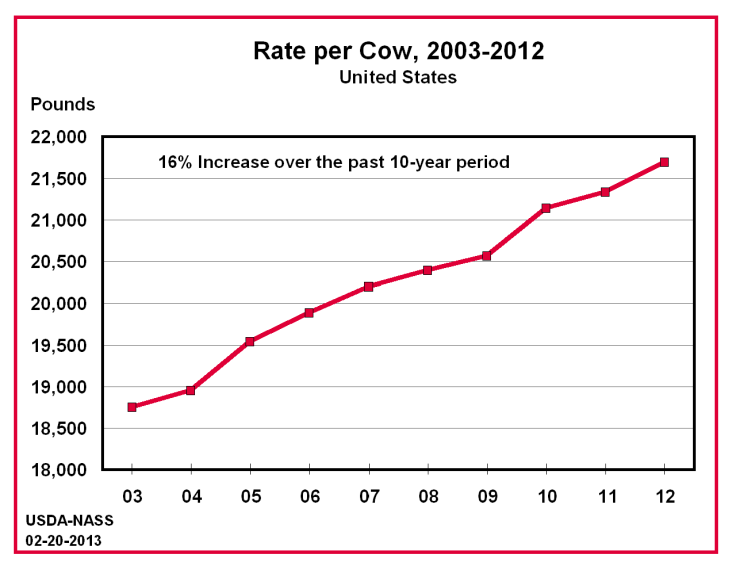 Rate per Cow, 2003-2012
United States
Pounds
22,000
16% Increase over the past 10-year period
21,500
21,000
20,500
20,000
19,500
19,000
18,500
18,000
03 04 05 06 07 08 09 10 11 12
USDA-NASS
02-20-2013